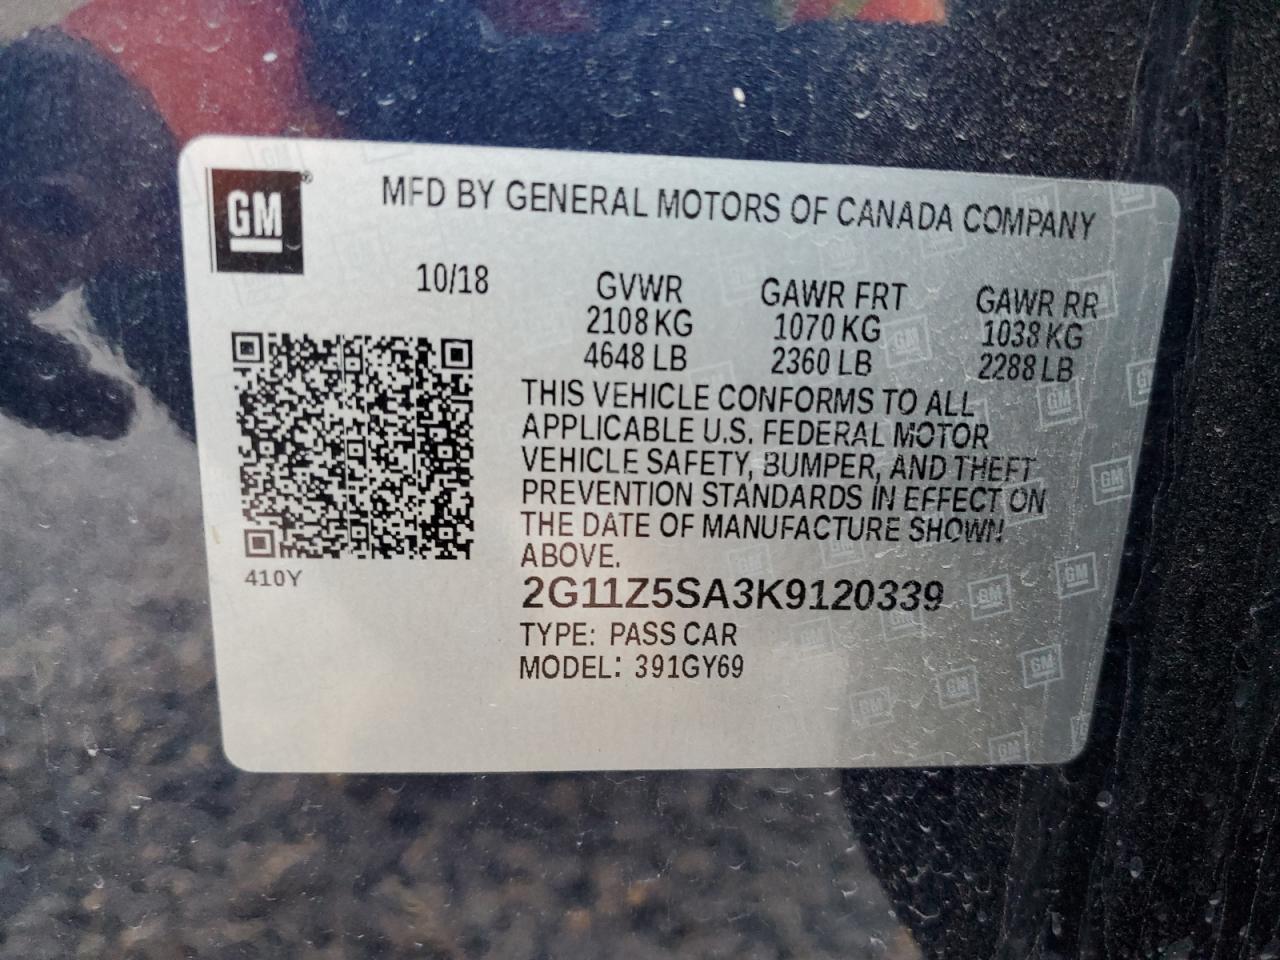 GM ®
MFD BY GENERAL MOTORS OF CANADA COMPANY
10/18
GVWR GAWR FRT GAWR RR
2108 KG 1070 KG 1038 KG
4648 LB 2360 LB 2288 LB
THIS VEHICLE CONFORMS TO ALL
APPLICABLE U.S. FEDERAL MOTOR
VEHICLE SAFETY, BUMPER, AND THEFT
PREVENTION STANDARDS IN EFFECT ON
THE DATE OF MANUFACTURE SHOWN
ABOVE.
410Y
2G11Z5SA3K9120339
TYPE: PASS CAR
MODEL: 391GY69